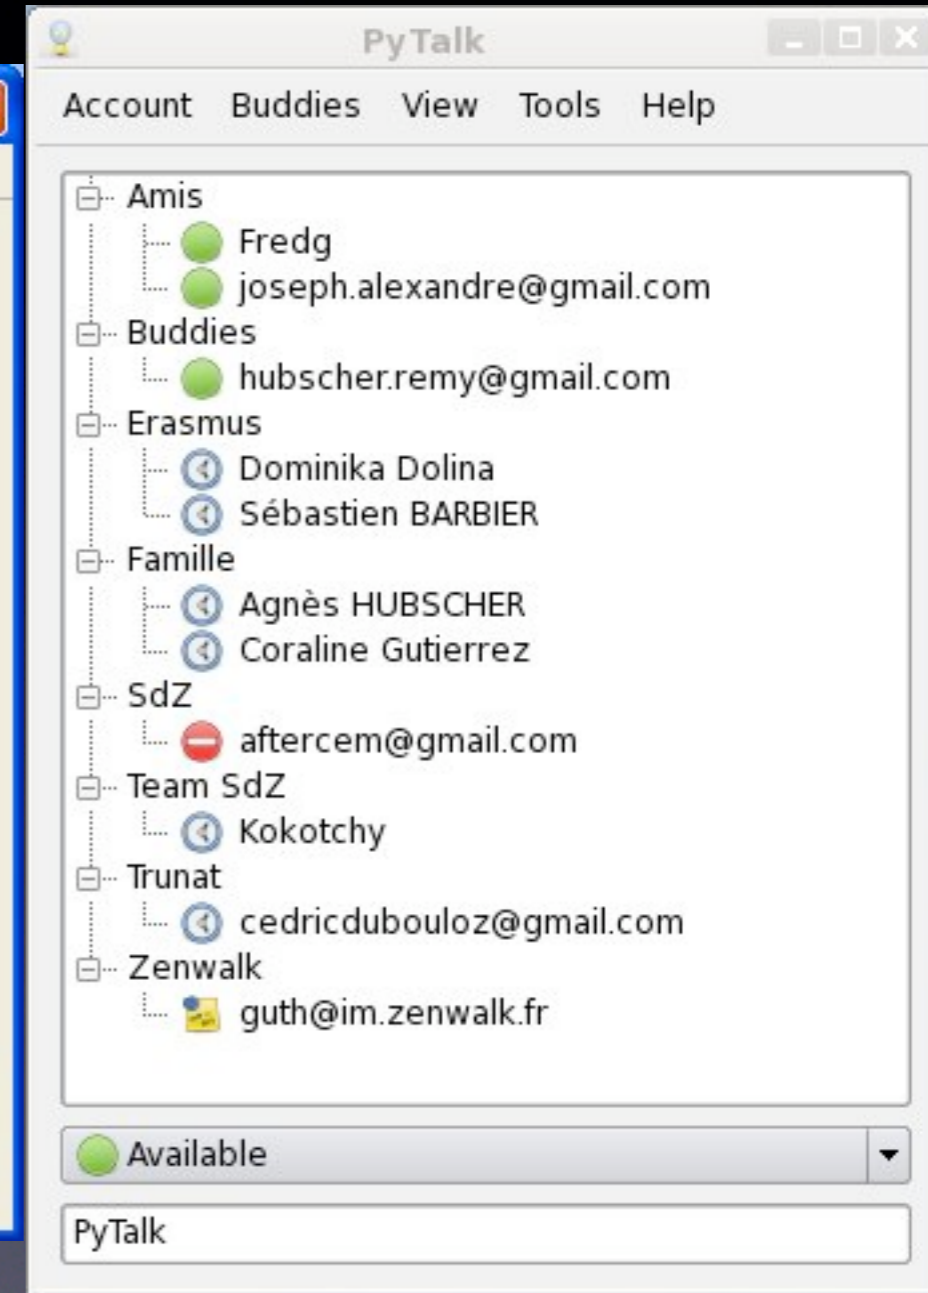 PyTalk
Account Buddies View Tools Help
Amis
Fredg
joseph.alexandre@gmail.com
Buddies
hubscher.remy@gmail.com
Erasmus
Dominika Dolina
Sébastien BARBIER
Famille
Agnès HUBSCHER
Coraline Gutierrez
SdZ
aftercem@gmail.com
Team SdZ
Kokotchy
Trunat
cedricdubouloz@gmail.com
Zenwalk
guth@im.zenwalk.fr
Available
PyTalk